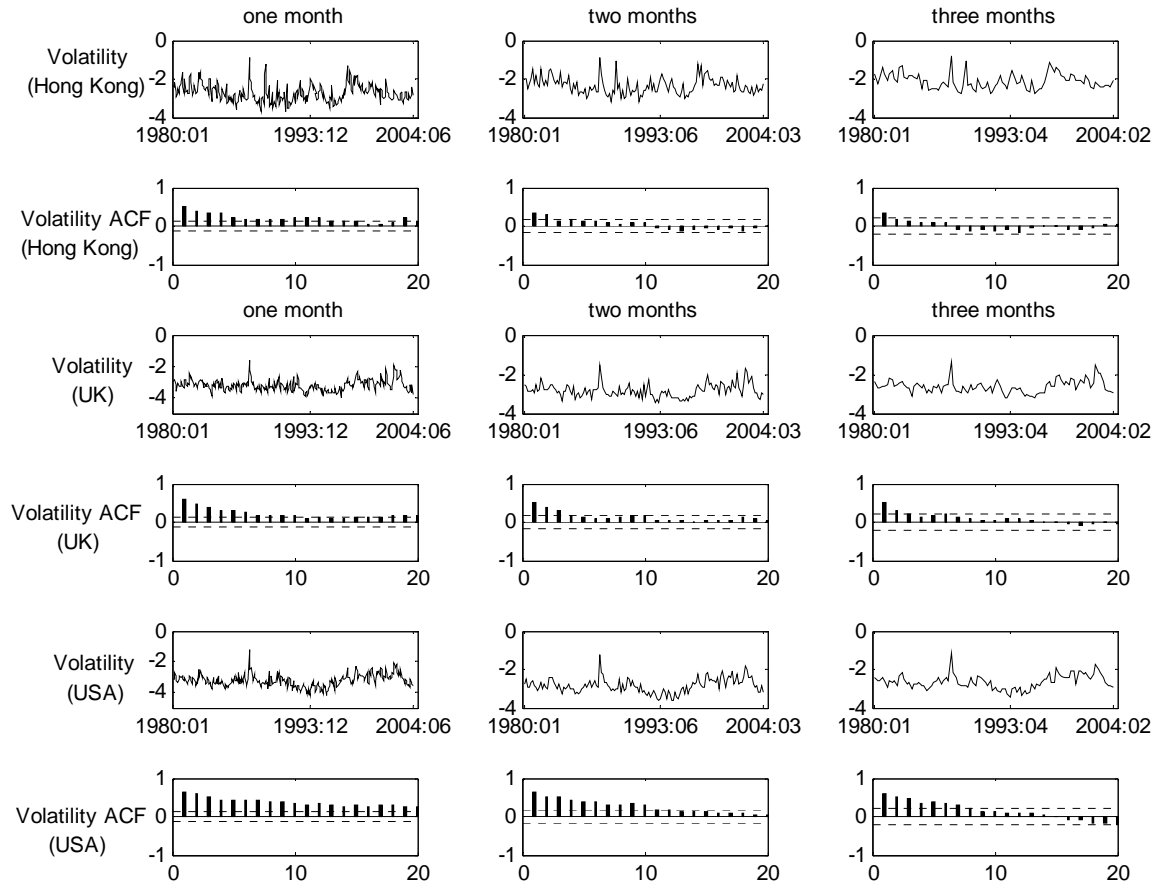 one month two months three months
Volatility
(Hong Kong)
0
-2
-4
1980:01 1993:12 2004:06
0
-2
-4
1980:01 1993:06 2004:03
0
-2
-4
1980:01 1993:04 2004:02
Volatility ACF
(Hong Kong)
1
0
-1
0 10 20
1
0
-1
0 10 20
1
0
-1
0 10 20
one month two months three months
Volatility
(UK)
0
-2
-4
1980:01 1993:12 2004:06
0
-2
-4
1980:01 1993:06 2004:03
0
-2
-4
1980:01 1993:04 2004:02
Volatility ACF
(UK)
1
0
-1
0 10 20
1
0
-1
0 10 20
1
0
-1
0 10 20
Volatility
(USA)
0
-2
-4
1980:01 1993:12 2004:06
0
-2
-4
1980:01 1993:06 2004:03
0
-2
-4
1980:01 1993:04 2004:02
Volatility ACF
(USA)
1
0
-1
0 10 20
1
0
-1
0 10 20
1
0
-1
0 10 20